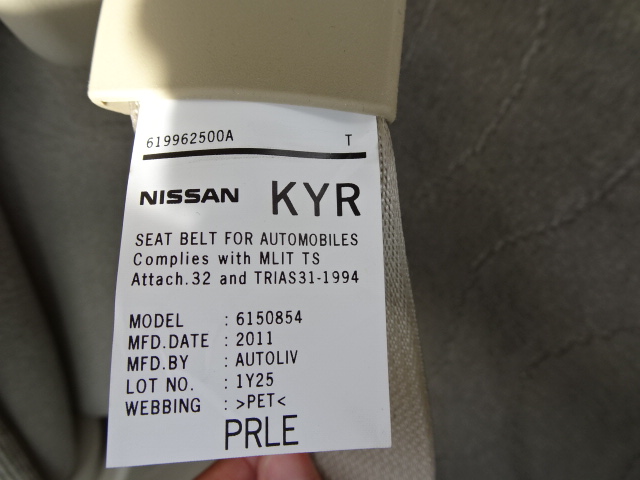 619962500A T
NISSAN KYR
SEAT BELT FOR AUTOMOBILES
Complies with MLIT TS
Attach.32 and TRIAS31-1994
MODEL : 6150854
MFD.DATE : 2011
MFD.BY : AUTOLIV
LOT NO. : 1Y25
WEBBING : >PET<
PRLE